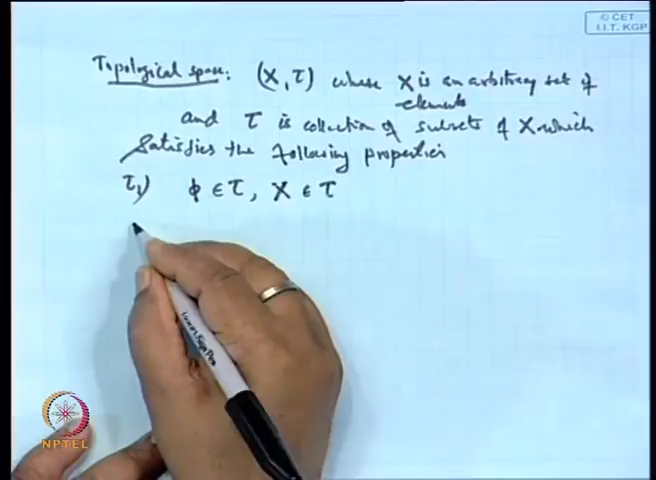 © CET
I.I.T. KGP
Topological space: (X, τ) where X is an arbitrary set of
elements
and τ is collection of subsets of X which
satisfies the following properties
τ₁) φ ∈ τ, X ∈ τ
NPTEL